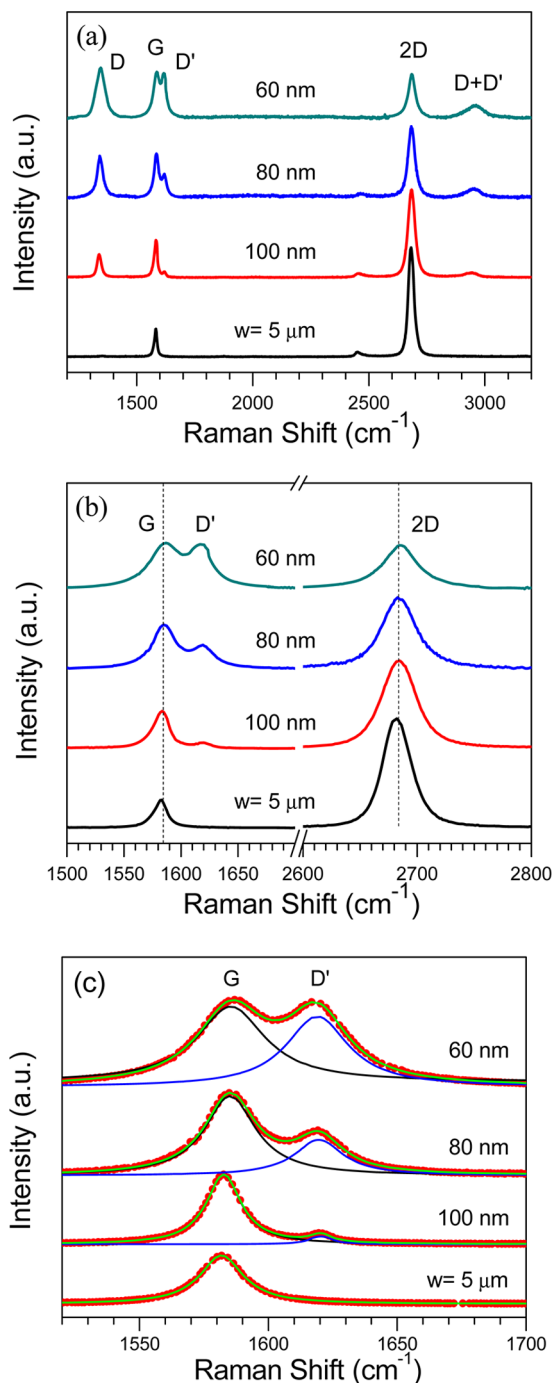 (a)
D
G
D'
2D
D+D'
60 nm
80 nm
100 nm
w= 5 μm
Intensity (a.u.)
1500 2000 2500 3000
Raman Shift (cm⁻¹)
(b)
G
D'
2D
60 nm
80 nm
100 nm
w= 5 μm
Intensity (a.u.)
1500 1550 1600 1650 2600 2700 2800
Raman Shift (cm⁻¹)
(c)
G
D'
60 nm
80 nm
100 nm
w= 5 μm
Intensity (a.u.)
1550 1600 1650 1700
Raman Shift (cm⁻¹)